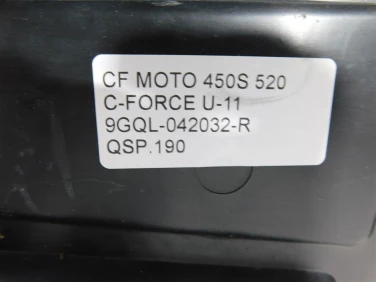 CF MOTO 450S 520
C-FORCE U-11
9GQL-042032-R
QSP.190